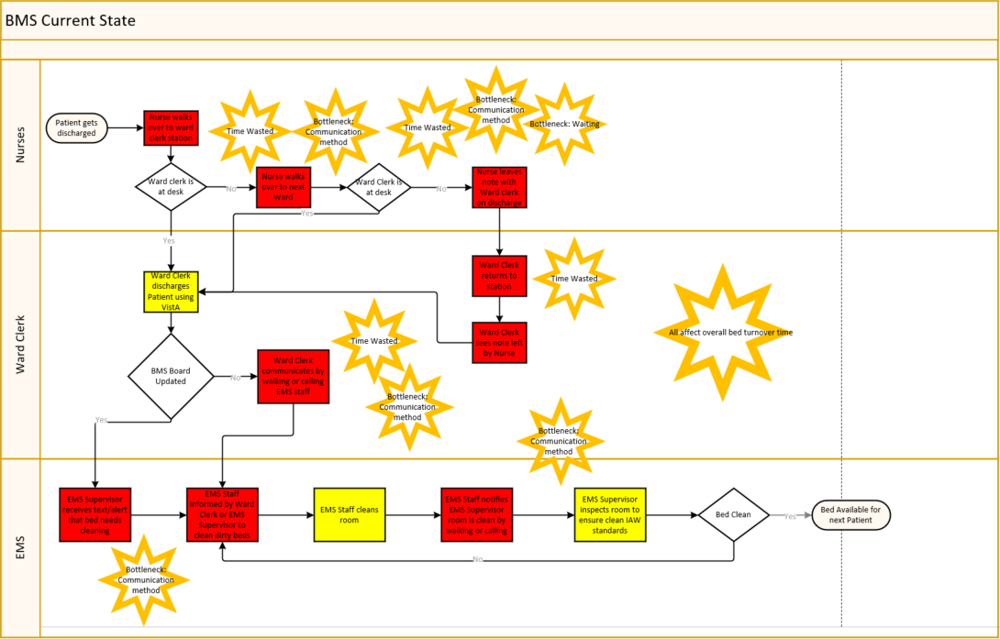 BMS Current State
Nurses
Patient gets
discharged
Nurse walks
over to ward
clerk station
Time Wasted
Bottleneck:
Communication
method
Time Wasted
Bottleneck:
Communication
method
Bottleneck: Waiting
Ward clerk is
at desk
No
Nurse walks
over to next
Ward
Ward Clerk is
at desk
No
Nurse leaves
note with
Ward clerk
on discharge
Yes
Yes
Ward Clerk
Ward Clerk
discharges
Patient using
VistA
Ward Clerk
returns to
station
Time Wasted
Ward Clerk
sees note left
by Nurse
All affect overall bed turnover time
BMS Board
Updated
No
Ward Clerk
communicates by
walking or calling
EMS staff
Time Wasted
Bottleneck:
Communication
method
Yes
Bottleneck:
Communication
method
EMS
EMS Supervisor
receives text/alert
that bed needs
cleaning
EMS Staff
informed by Ward
Clerk or EMS
Supervisor to
clean dirty beds
EMS Staff cleans
room
EMS Staff notifies
EMS Supervisor
room is clean by
walking or calling
EMS Supervisor
inspects room to
ensure clean IAW
standards
Bed Clean
Yes
Bed Available for
next Patient
No
Bottleneck:
Communication
method